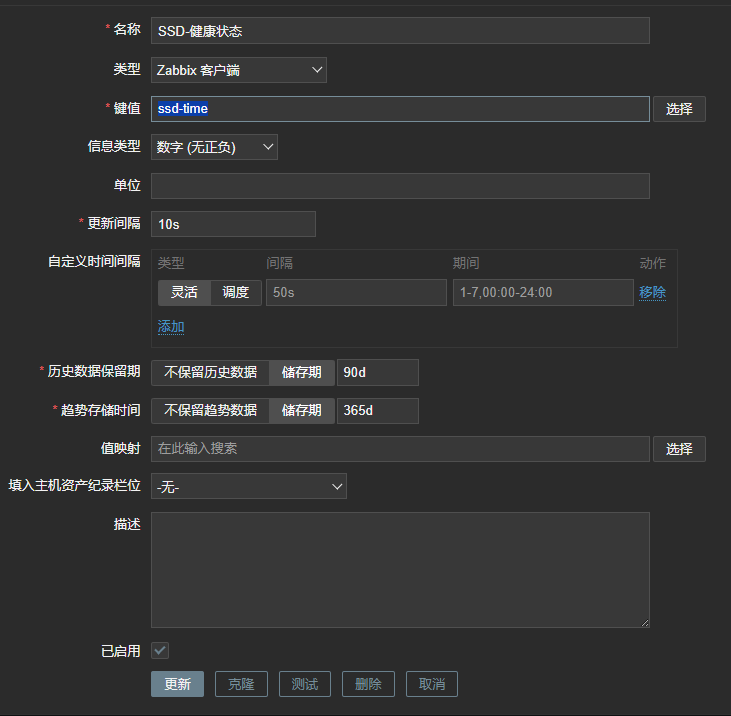 * 名称 SSD-健康状态
类型 Zabbix 客户端
* 键值 ssd-time 选择
信息类型 数字 (无正负)
单位
* 更新间隔 10s
自定义时间间隔 类型 间隔 期间 动作
灵活 调度 50s 1-7,00:00-24:00 移除
添加
* 历史数据保留期 不保留历史数据 储存期 90d
* 趋势存储时间 不保留趋势数据 储存期 365d
值映射 在此输入搜索 选择
填入主机资产纪录栏位 -无-
描述
已启用
更新 克隆 测试 删除 取消